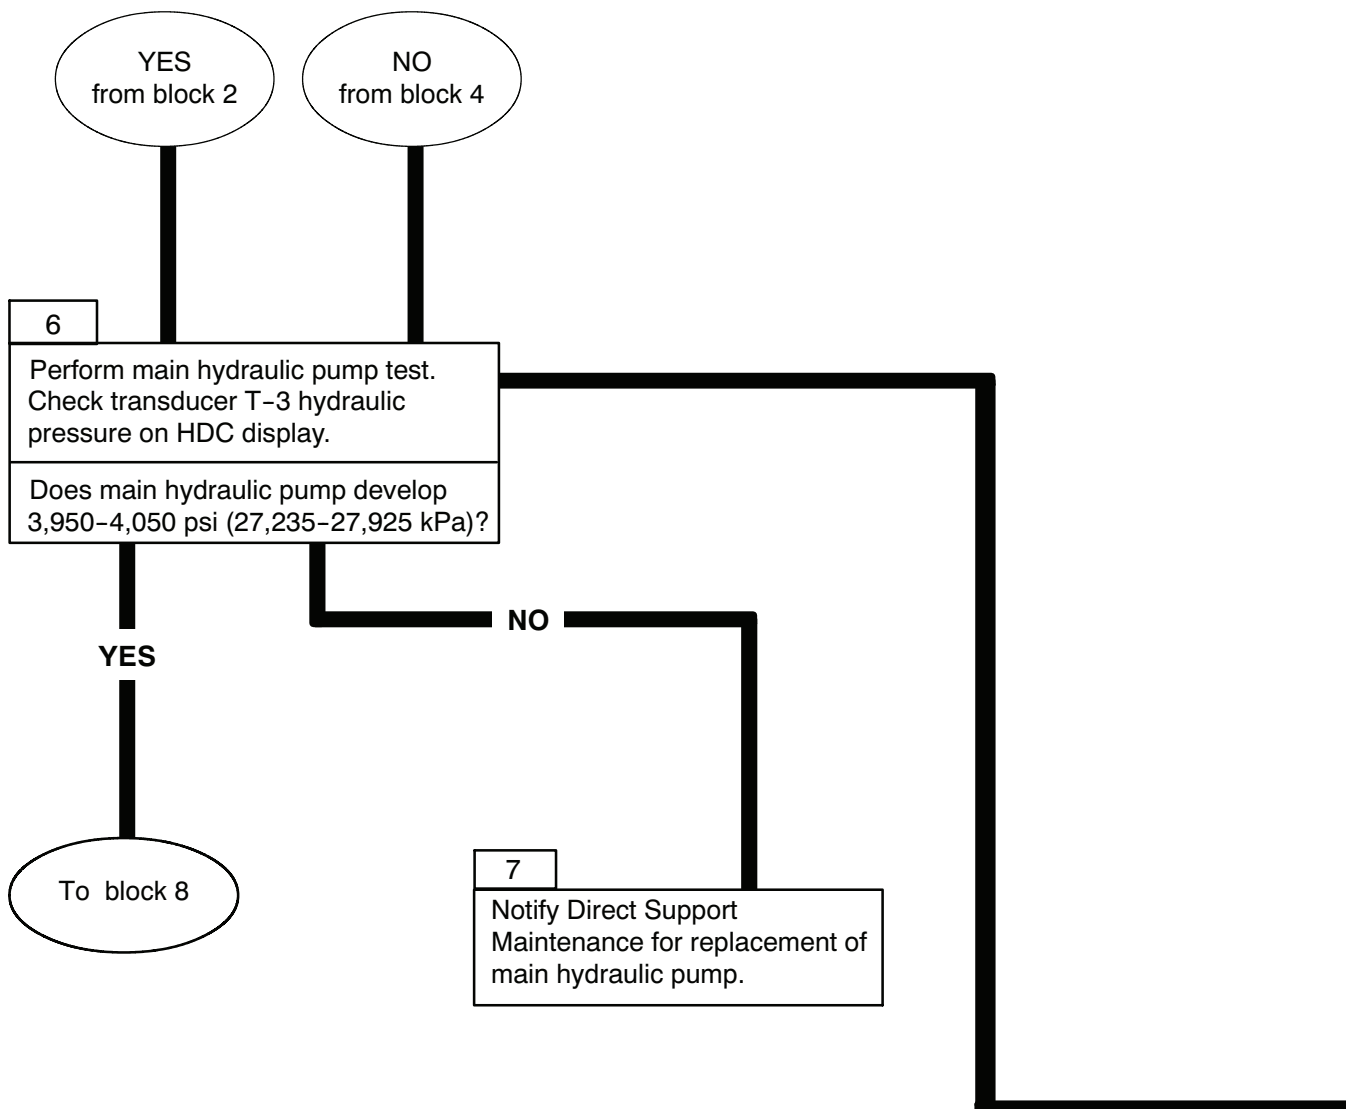 YES
from block 2
NO
from block 4
6
Perform main hydraulic pump test.
Check transducer T-3 hydraulic
pressure on HDC display.
Does main hydraulic pump develop
3,950-4,050 psi (27,235-27,925 kPa)?
NO
YES
To block 8
7
Notify Direct Support
Maintenance for replacement of
main hydraulic pump.